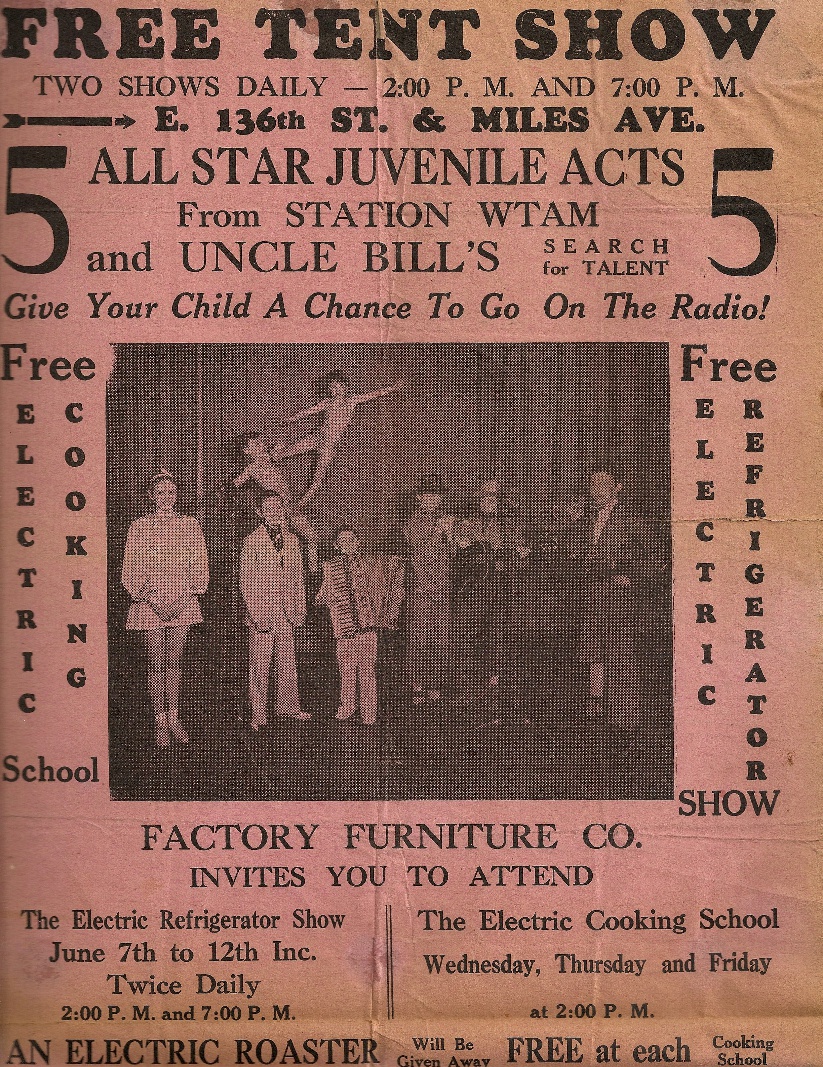 FREE TENT SHOW
TWO SHOWS DAILY — 2:00 P. M. AND 7:00 P. M.
E. 136th ST. & MILES AVE.
5 ALL STAR JUVENILE ACTS 5
From STATION WTAM
and UNCLE BILL'S SEARCH for TALENT
Give Your Child A Chance To Go On The Radio!
Free
ELECTRIC
COOKING
School
Free
ELECTRIC
REFRIGERATOR
SHOW
FACTORY FURNITURE CO.
INVITES YOU TO ATTEND
The Electric Refrigerator Show
June 7th to 12th Inc.
Twice Daily
2:00 P. M. and 7:00 P. M.
The Electric Cooking School
Wednesday, Thursday and Friday
at 2:00 P. M.
AN ELECTRIC ROASTER Will Be Given Away FREE at each Cooking School